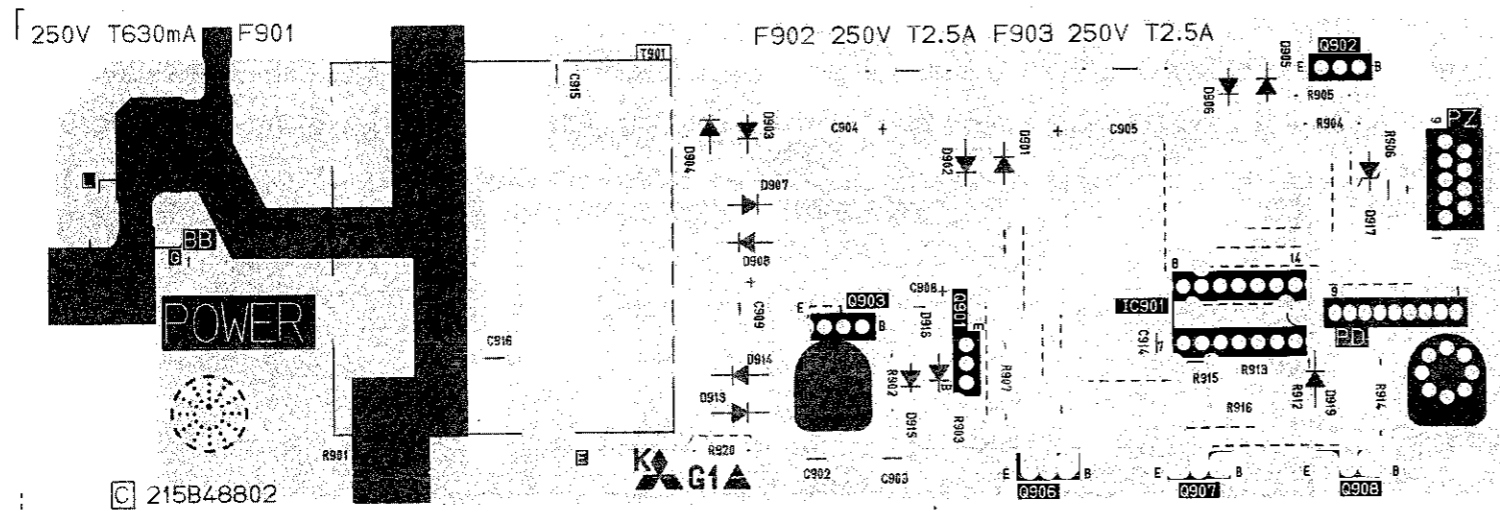 250V T630mA F901
F902 250V T2.5A F903 250V T2.5A
T901
C915
D905
Q902
E B
D906
R905
R904
9
PZ
D904
D903
C904 +
D902
D901
+ C905
R906
D907
D917
BB
G 1
D908
POWER
+
C909
E Q903 B
C908 +
D916
Q901
E
B
8 14
IC901
C914 7
9 1
PD
C916
D914
D913
R902
D915
R903
R907
R915 R913
R916
R912
D919
R914
R901
R920
C902
C903
K G1
E Q906 B
E Q907 B
E Q908 B
C 215B48802